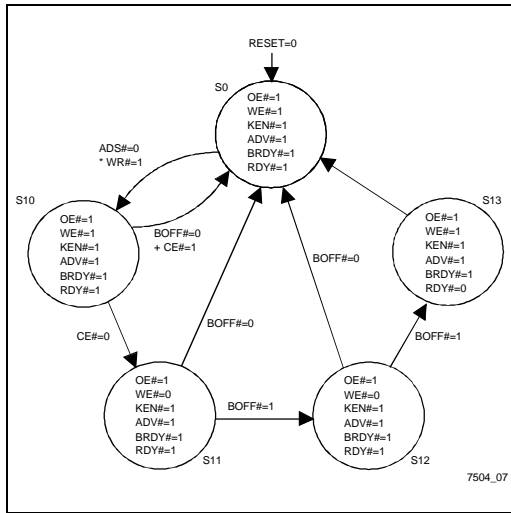 RESET=0
S0
OE#=1
WE#=1
KEN#=1
ADV#=1
BRDY#=1
RDY#=1
ADS#=0
* WR#=1
S10
OE#=1
WE#=1
KEN#=1
ADV#=1
BRDY#=1
RDY#=1
BOFF#=0
+ CE#=1
S13
OE#=1
WE#=1
KEN#=1
ADV#=1
BRDY#=1
RDY#=0
BOFF#=0
BOFF#=0
CE#=0
BOFF#=1
OE#=1
WE#=0
KEN#=1
ADV#=1
BRDY#=1
RDY#=1
S11
BOFF#=1
OE#=1
WE#=0
KEN#=1
ADV#=1
BRDY#=1
RDY#=1
S12
7504_07